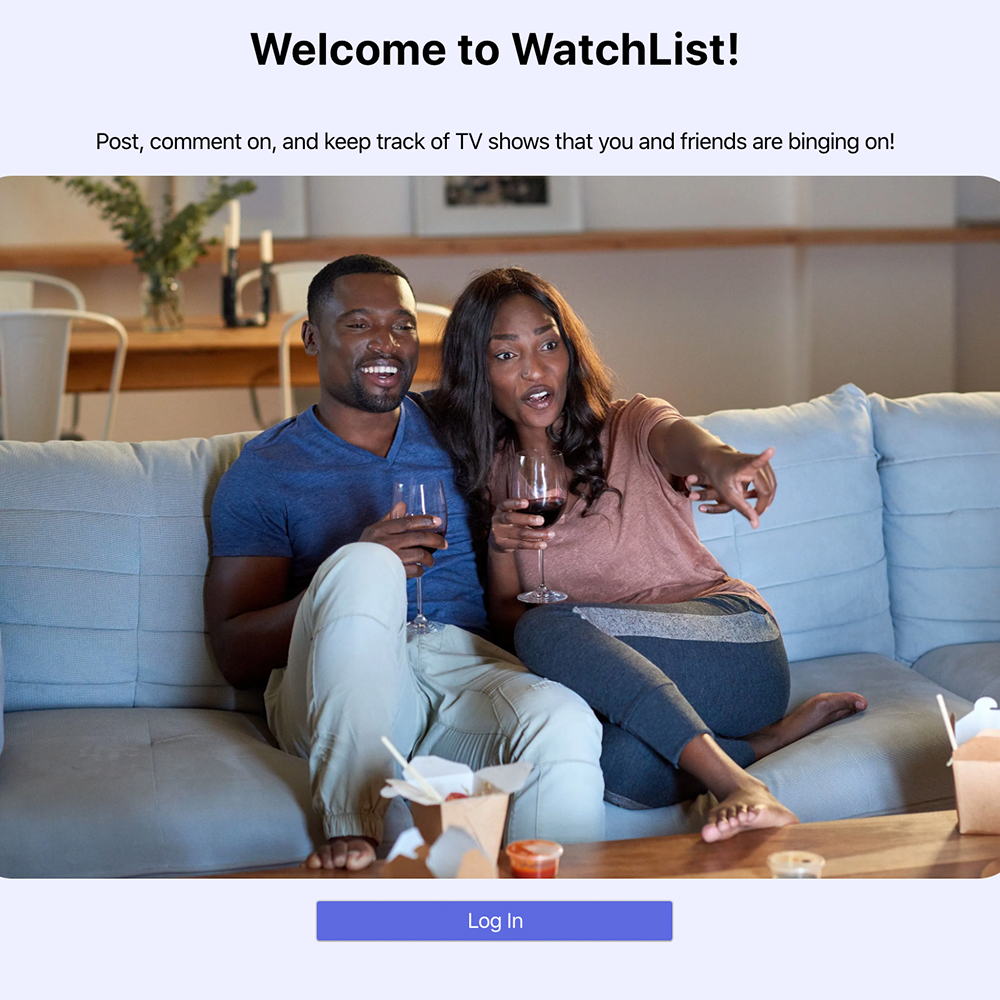 Welcome to WatchList!
Post, comment on, and keep track of TV shows that you and friends are binging on!
Log In